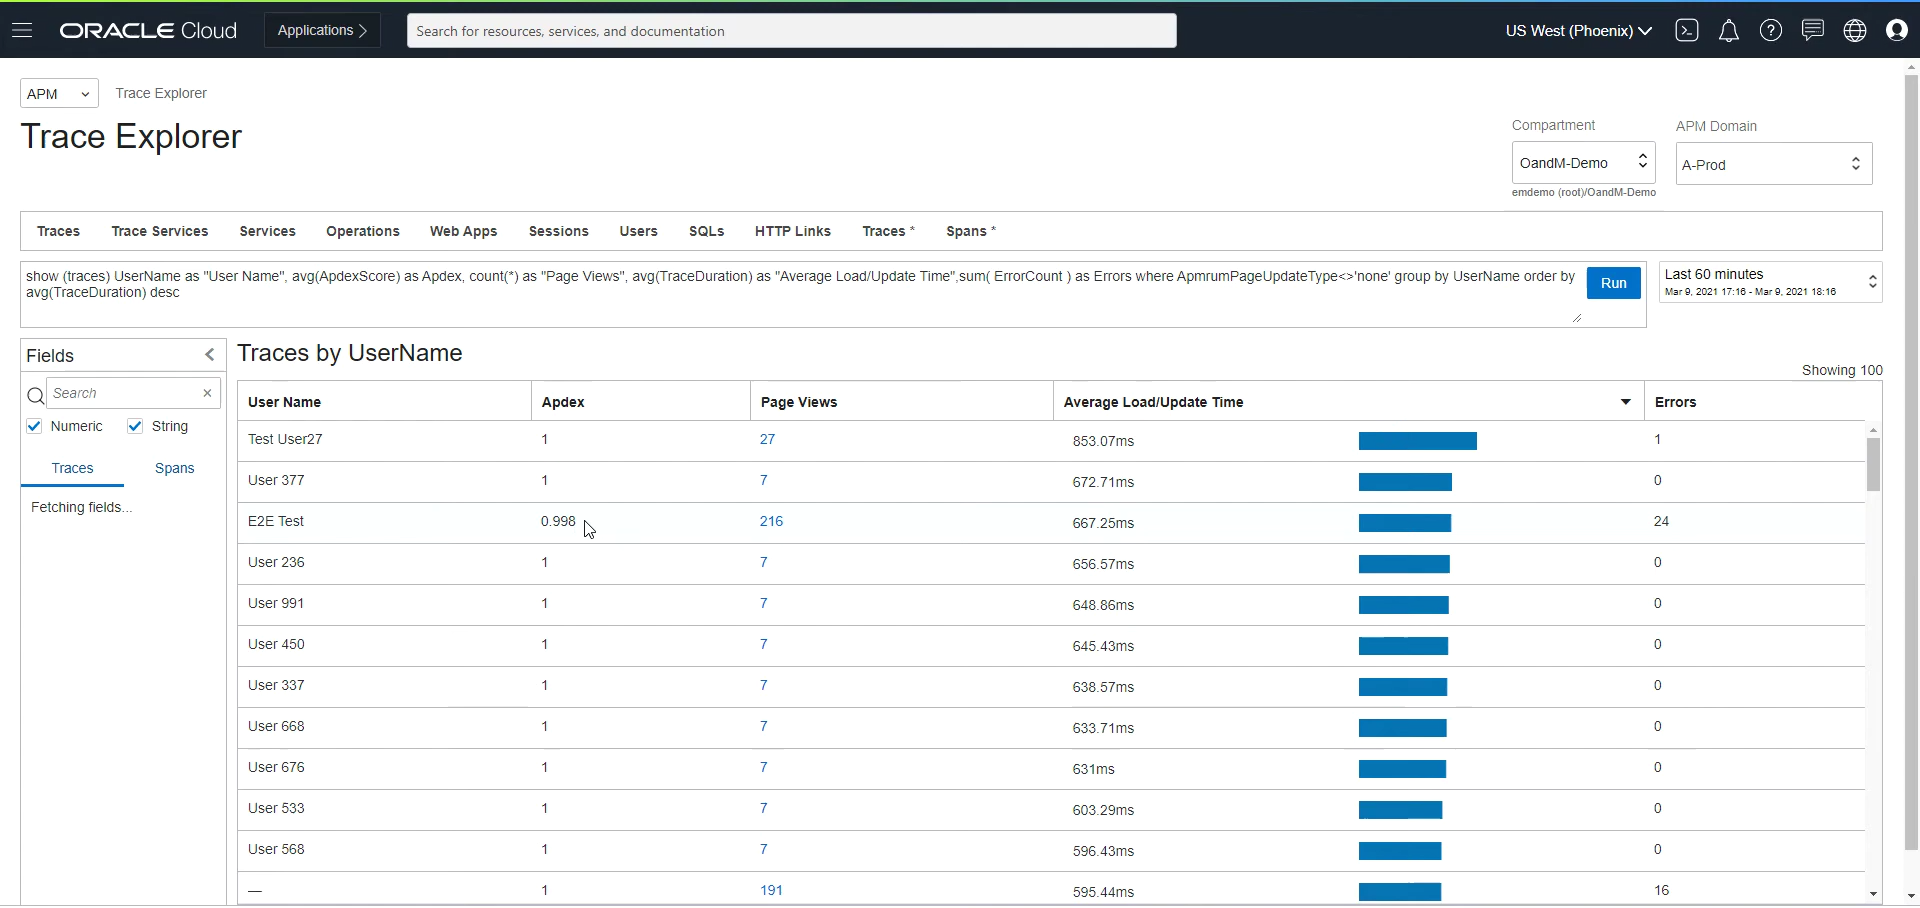 ORACLE Cloud
Applications
Search for resources, services, and documentation
US West (Phoenix)
APM
Trace Explorer
Trace Explorer
Compartment
APM Domain
OandM-Demo
A-Prod
emdemo (root)/OandM-Demo
Traces Trace Services Services Operations Web Apps Sessions Users SQLs HTTP Links Traces * Spans *
show (traces) UserName as "User Name", avg(ApdexScore) as Apdex, count(*) as "Page Views", avg(TraceDuration) as "Average Load/Update Time",sum( ErrorCount ) as Errors where ApmrumPageUpdateType<>'none' group by UserName order by
avg(TraceDuration) desc
Run
Last 60 minutes
Mar 9, 2021 17:16 - Mar 9, 2021 18:16
Fields
Search
Numeric String
Traces Spans
Fetching fields...
Traces by UserName
Showing 100
User Name Apdex Page Views Average Load/Update Time Errors
Test User27 1 27 853.07ms 1
User 377 1 7 672.71ms 0
E2E Test 0.998 216 667.25ms 24
User 236 1 7 656.57ms 0
User 991 1 7 648.86ms 0
User 450 1 7 645.43ms 0
User 337 1 7 638.57ms 0
User 668 1 7 633.71ms 0
User 676 1 7 631ms 0
User 533 1 7 603.29ms 0
User 568 1 7 596.43ms 0
— 1 191 595.44ms 16